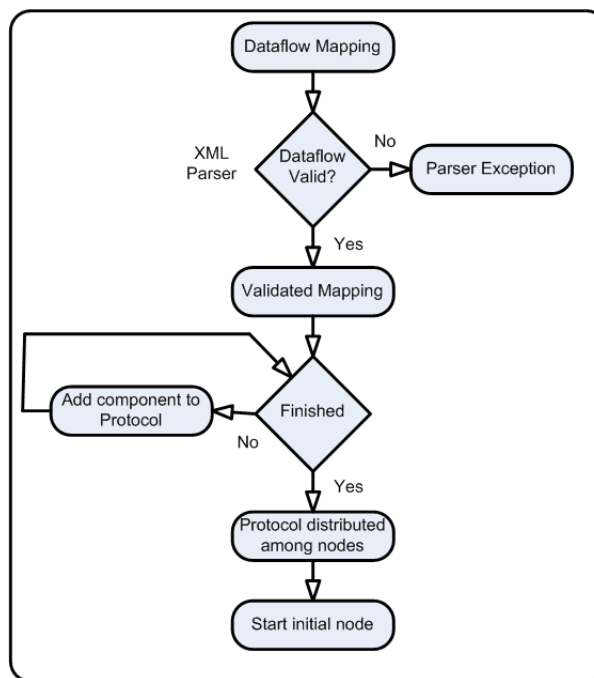 Dataflow Mapping
XML
Parser
Dataflow
Valid?
No
Parser Exception
Yes
Validated Mapping
Add component to
Protocol
No
Finished
Yes
Protocol distributed
among nodes
Start initial node